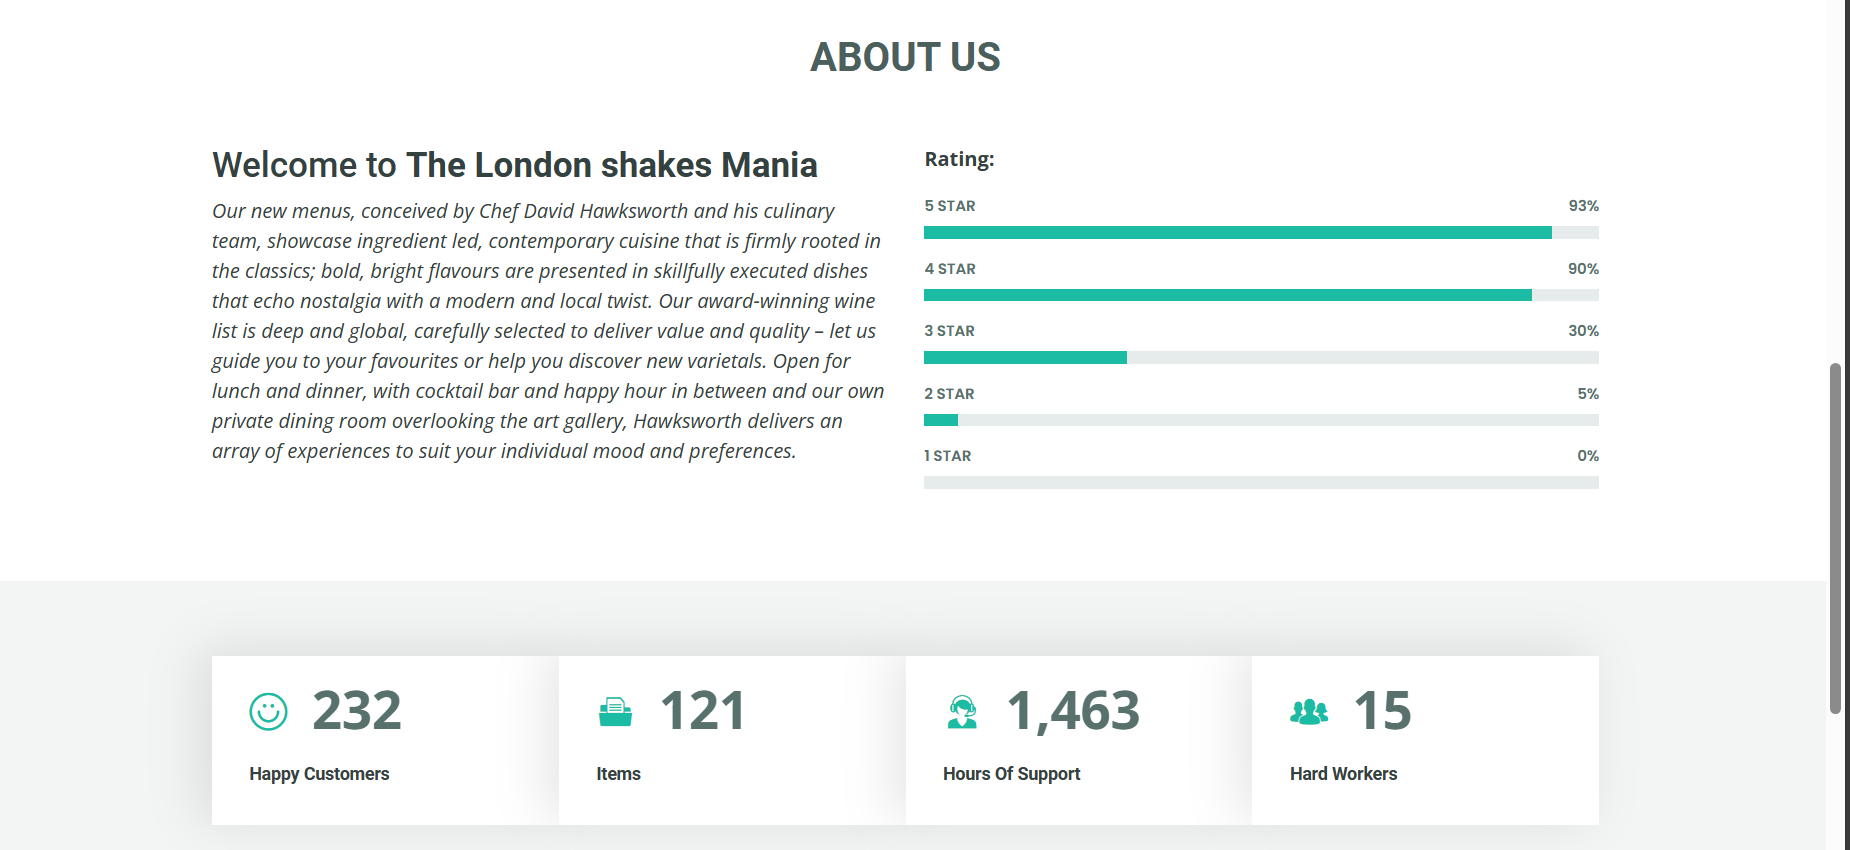 ABOUT US
Welcome to The London shakes Mania
Our new menus, conceived by Chef David Hawksworth and his culinary
team, showcase ingredient led, contemporary cuisine that is firmly rooted in
the classics; bold, bright flavours are presented in skillfully executed dishes
that echo nostalgia with a modern and local twist. Our award-winning wine
list is deep and global, carefully selected to deliver value and quality – let us
guide you to your favourites or help you discover new varietals. Open for
lunch and dinner, with cocktail bar and happy hour in between and our own
private dining room overlooking the art gallery, Hawksworth delivers an
array of experiences to suit your individual mood and preferences.
Rating:
5 STAR 93%
4 STAR 90%
3 STAR 30%
2 STAR 5%
1 STAR 0%
232
Happy Customers
121
Items
1,463
Hours Of Support
15
Hard Workers